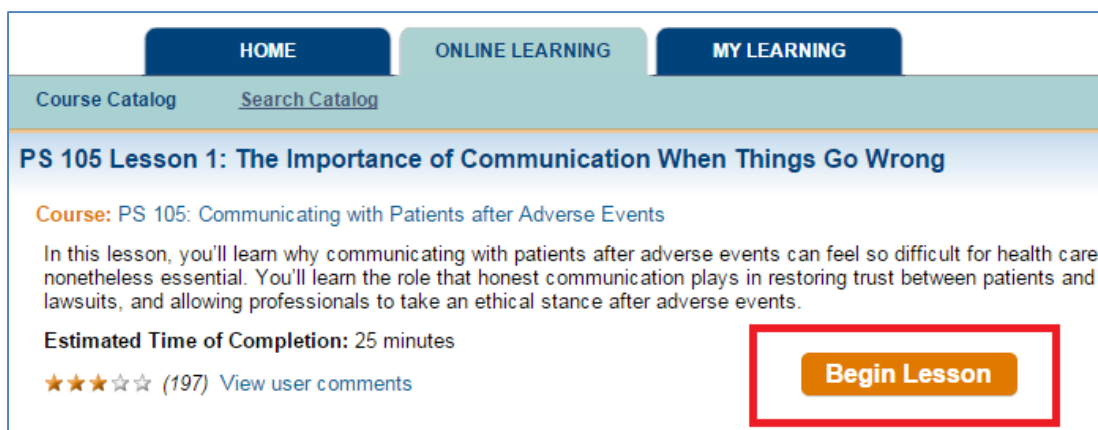 HOME ONLINE LEARNING MY LEARNING
Course Catalog Search Catalog
PS 105 Lesson 1: The Importance of Communication When Things Go Wrong
Course: PS 105: Communicating with Patients after Adverse Events
In this lesson, you'll learn why communicating with patients after adverse events can feel so difficult for health care
nonetheless essential. You'll learn the role that honest communication plays in restoring trust between patients and
lawsuits, and allowing professionals to take an ethical stance after adverse events.
Estimated Time of Completion: 25 minutes
(197) View user comments
Begin Lesson